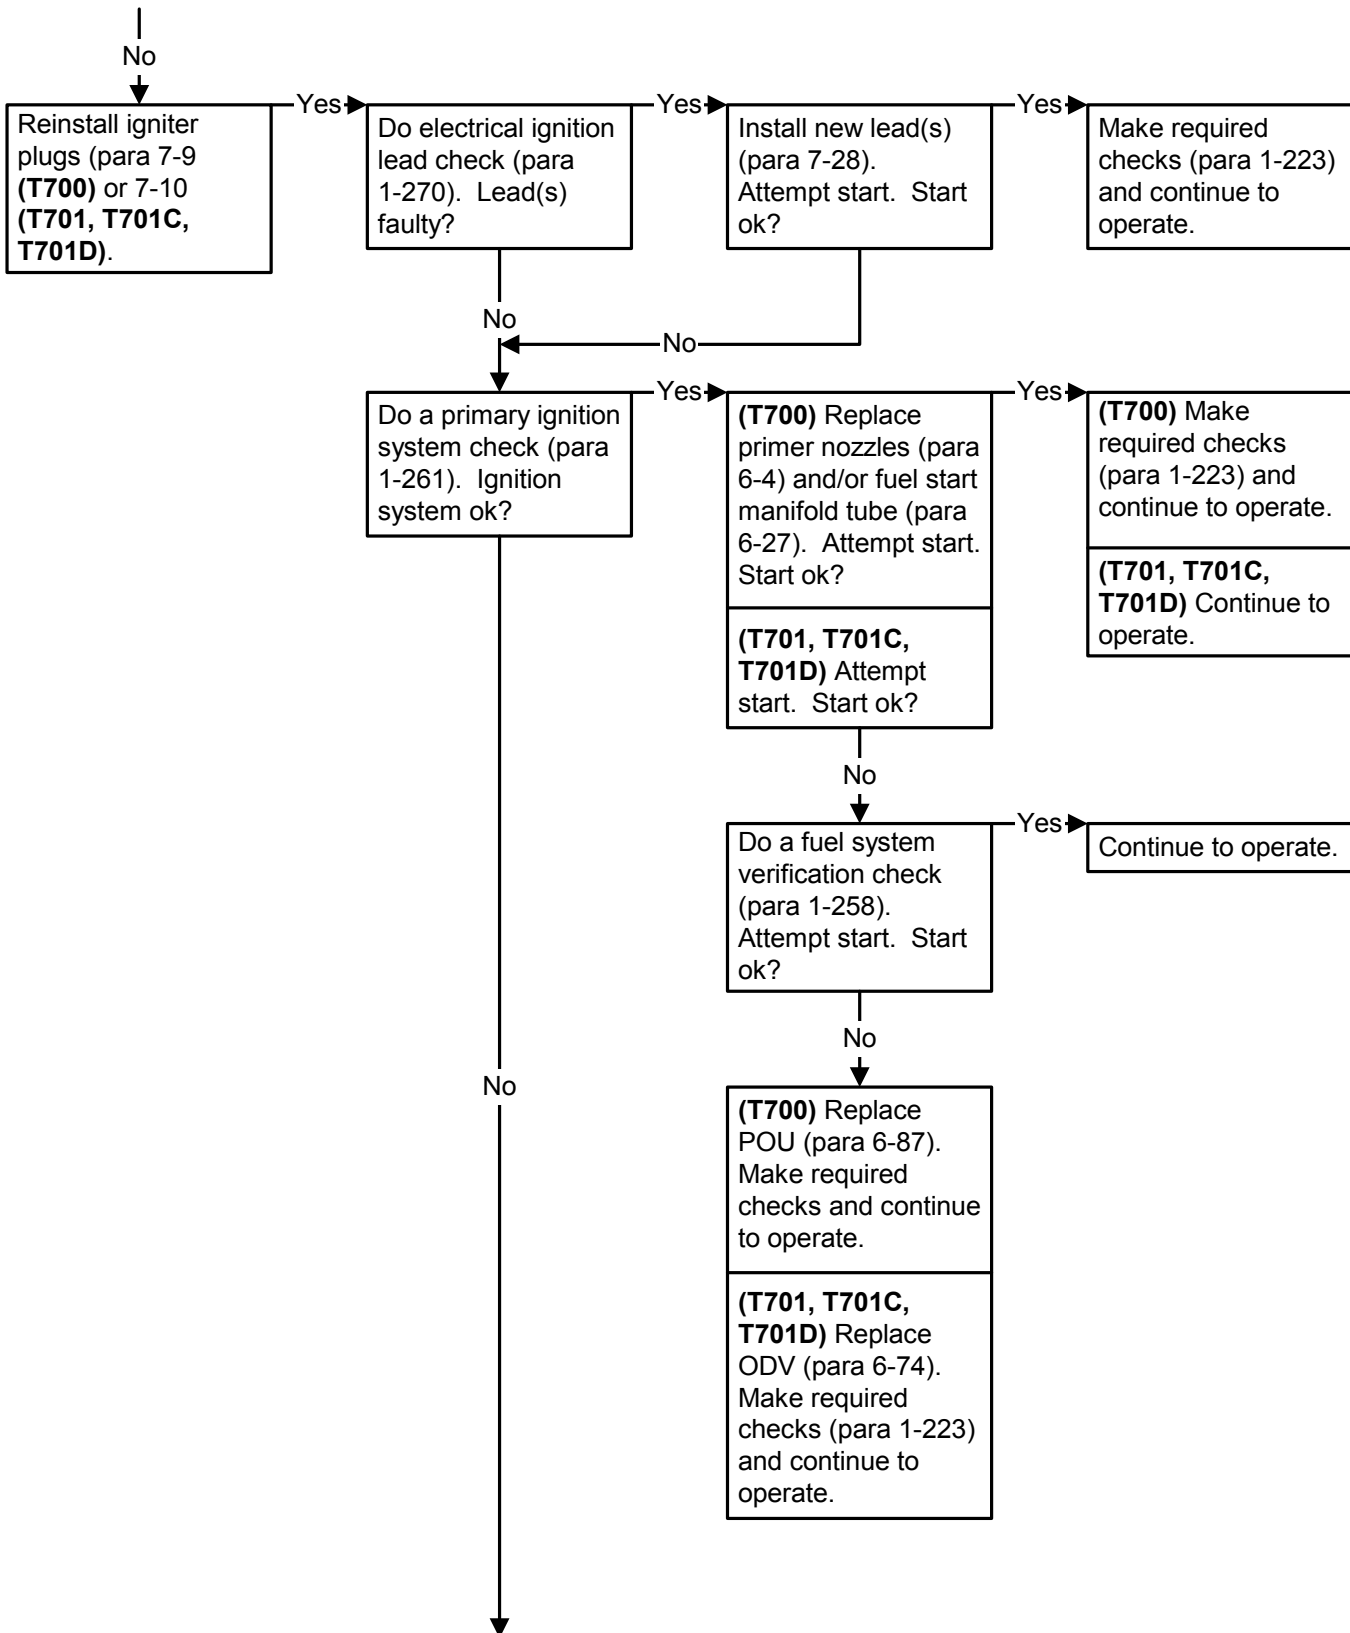 No
Reinstall igniter
plugs (para 7-9
(T700) or 7-10
(T701, T701C,
T701D).
Yes
Do electrical ignition
lead check (para
1-270).  Lead(s)
faulty?
Yes
Install new lead(s)
(para 7-28).
Attempt start.  Start
ok?
Yes
Make required
checks (para 1-223)
and continue to
operate.
No
No
Do a primary ignition
system check (para
1-261).  Ignition
system ok?
Yes
(T700) Replace
primer nozzles (para
6-4) and/or fuel start
manifold tube (para
6-27).  Attempt start.
Start ok?
(T701, T701C,
T701D) Attempt
start.  Start ok?
Yes
(T700) Make
required checks
(para 1-223) and
continue to operate.
(T701, T701C,
T701D) Continue to
operate.
No
Do a fuel system
verification check
(para 1-258).
Attempt start.  Start
ok?
Yes
Continue to operate.
No
No
(T700) Replace
POU (para 6-87).
Make required
checks and continue
to operate.
(T701, T701C,
T701D) Replace
ODV (para 6-74).
Make required
checks (para 1-223)
and continue to
operate.